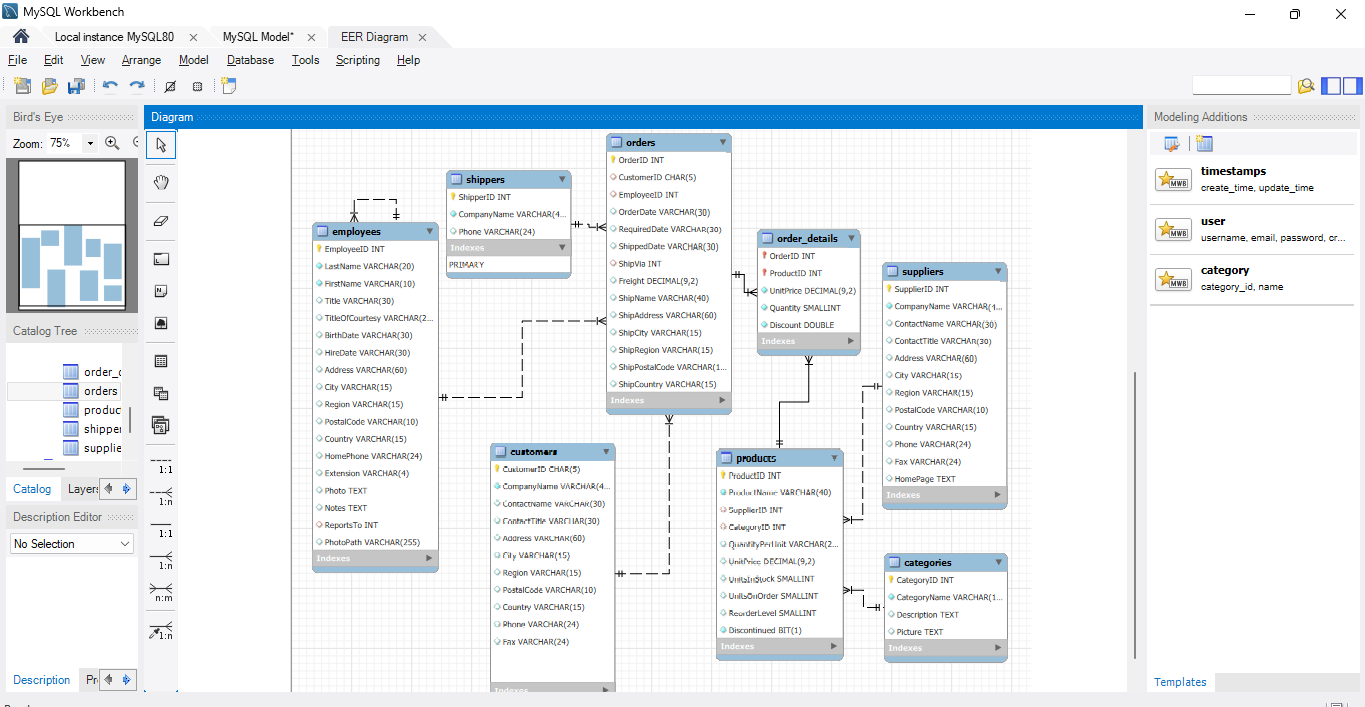 MySQL Workbench
Local instance MySQL80
MySQL Model*
EER Diagram
File Edit View Arrange Model Database Tools Scripting Help
Bird's Eye
Zoom: 75%
Catalog Tree
order_c
orders
product
shipper
supplie
Catalog Layers
Description Editor
No Selection
Description Pr
1:1
1:n
1:1
1:n
n:m
1:n
Diagram
employees
EmployeeID INT
LastName VARCHAR(20)
FirstName VARCHAR(10)
Title VARCHAR(30)
TitleOfCourtesy VARCHAR(2...
BirthDate VARCHAR(30)
HireDate VARCHAR(30)
Address VARCHAR(60)
City VARCHAR(15)
Region VARCHAR(15)
PostalCode VARCHAR(10)
Country VARCHAR(15)
HomePhone VARCHAR(24)
Extension VARCHAR(4)
Photo TEXT
Notes TEXT
ReportsTo INT
PhotoPath VARCHAR(255)
Indexes
shippers
ShipperID INT
CompanyName VARCHAR(4...
Phone VARCHAR(24)
Indexes
PRIMARY
orders
OrderID INT
CustomerID CHAR(5)
EmployeeID INT
OrderDate VARCHAR(30)
RequiredDate VARCHAR(30)
ShippedDate VARCHAR(30)
ShipVia INT
Freight DECIMAL(9,2)
ShipName VARCHAR(40)
ShipAddress VARCHAR(60)
ShipCity VARCHAR(15)
ShipRegion VARCHAR(15)
ShipPostalCode VARCHAR(1...
ShipCountry VARCHAR(15)
Indexes
order_details
OrderID INT
ProductID INT
UnitPrice DECIMAL(9,2)
Quantity SMALLINT
Discount DOUBLE
Indexes
suppliers
SupplierID INT
CompanyName VARCHAR(4...
ContactName VARCHAR(30)
ContactTitle VARCHAR(30)
Address VARCHAR(60)
City VARCHAR(15)
Region VARCHAR(15)
PostalCode VARCHAR(10)
Country VARCHAR(15)
Phone VARCHAR(24)
Fax VARCHAR(24)
HomePage TEXT
Indexes
customers
CustomerID CHAR(5)
CompanyName VARCHAR(4...
ContactName VARCHAR(30)
ContactTitle VARCHAR(30)
Address VARCHAR(60)
City VARCHAR(15)
Region VARCHAR(15)
PostalCode VARCHAR(10)
Country VARCHAR(15)
Phone VARCHAR(24)
Fax VARCHAR(24)
Indexes
products
ProductID INT
ProductName VARCHAR(40)
SupplierID INT
CategoryID INT
QuantityPerUnit VARCHAR(2...
UnitPrice DECIMAL(9,2)
UnitsInStock SMALLINT
UnitsOnOrder SMALLINT
ReorderLevel SMALLINT
Discontinued BIT(1)
Indexes
categories
CategoryID INT
CategoryName VARCHAR(1...
Description TEXT
Picture TEXT
Indexes
Modeling Additions
timestamps
create_time, update_time
user
username, email, password, cr...
category
category_id, name
MWB
MWB
MWB
Templates